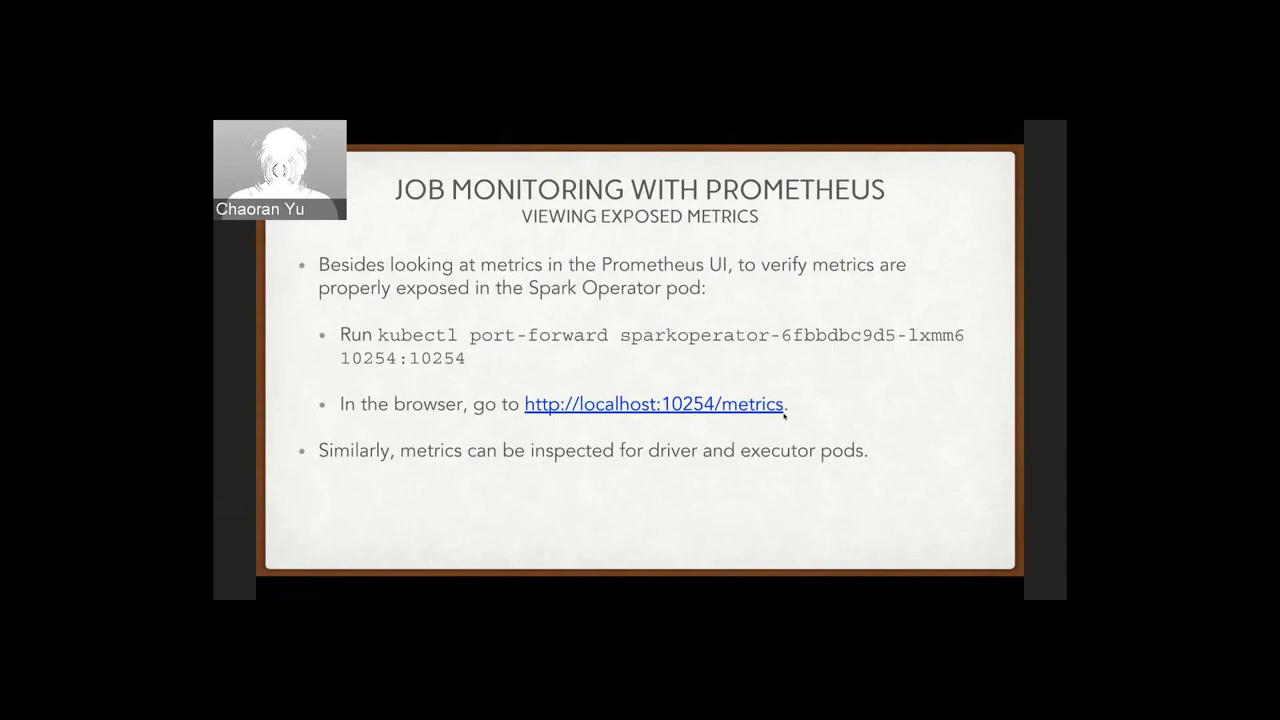 Chaoran Yu
JOB MONITORING WITH PROMETHEUS
VIEWING EXPOSED METRICS
• Besides looking at metrics in the Prometheus UI, to verify metrics are
properly exposed in the Spark Operator pod:
• Run kubectl port-forward sparkoperator-6fbbdbc9d5-lxmm6
10254:10254
• In the browser, go to http://localhost:10254/metrics.
• Similarly, metrics can be inspected for driver and executor pods.